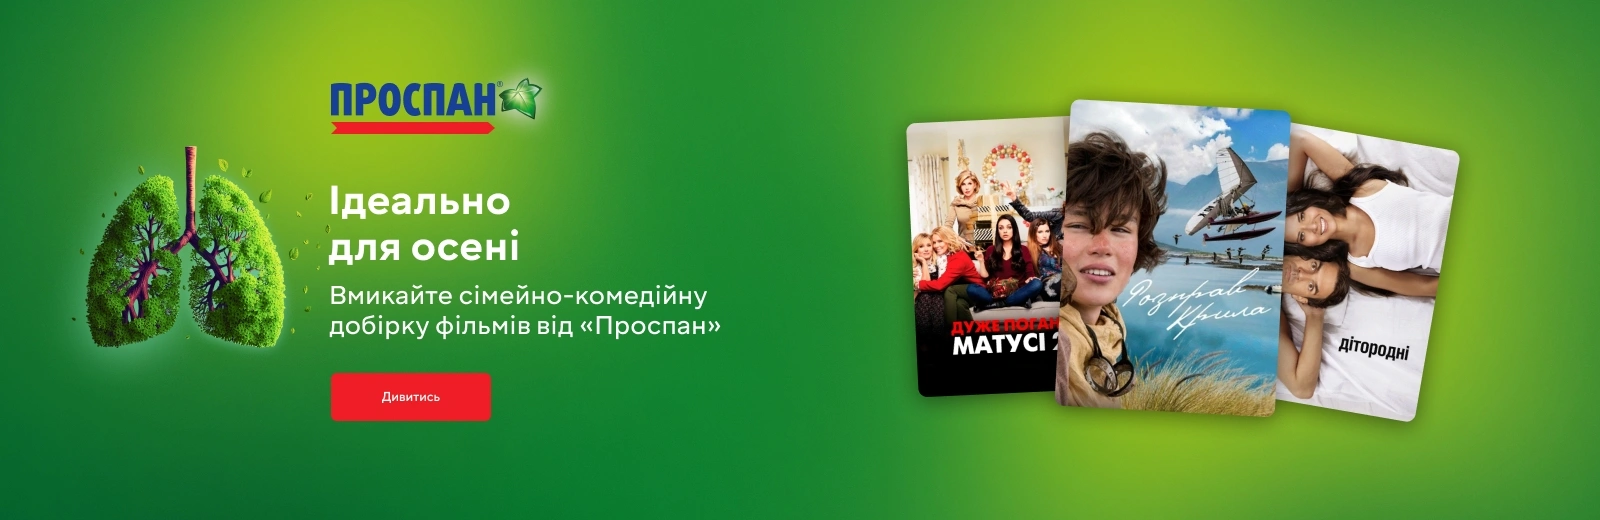 ПРОСПАН®
Ідеально
для осені
Вмикайте сімейно-комедійну
добірку фільмів від «Проспан»
Дивитись
ДУЖЕ ПОГАН
МАТУСІ 2
Розправ
Крила
дітородні